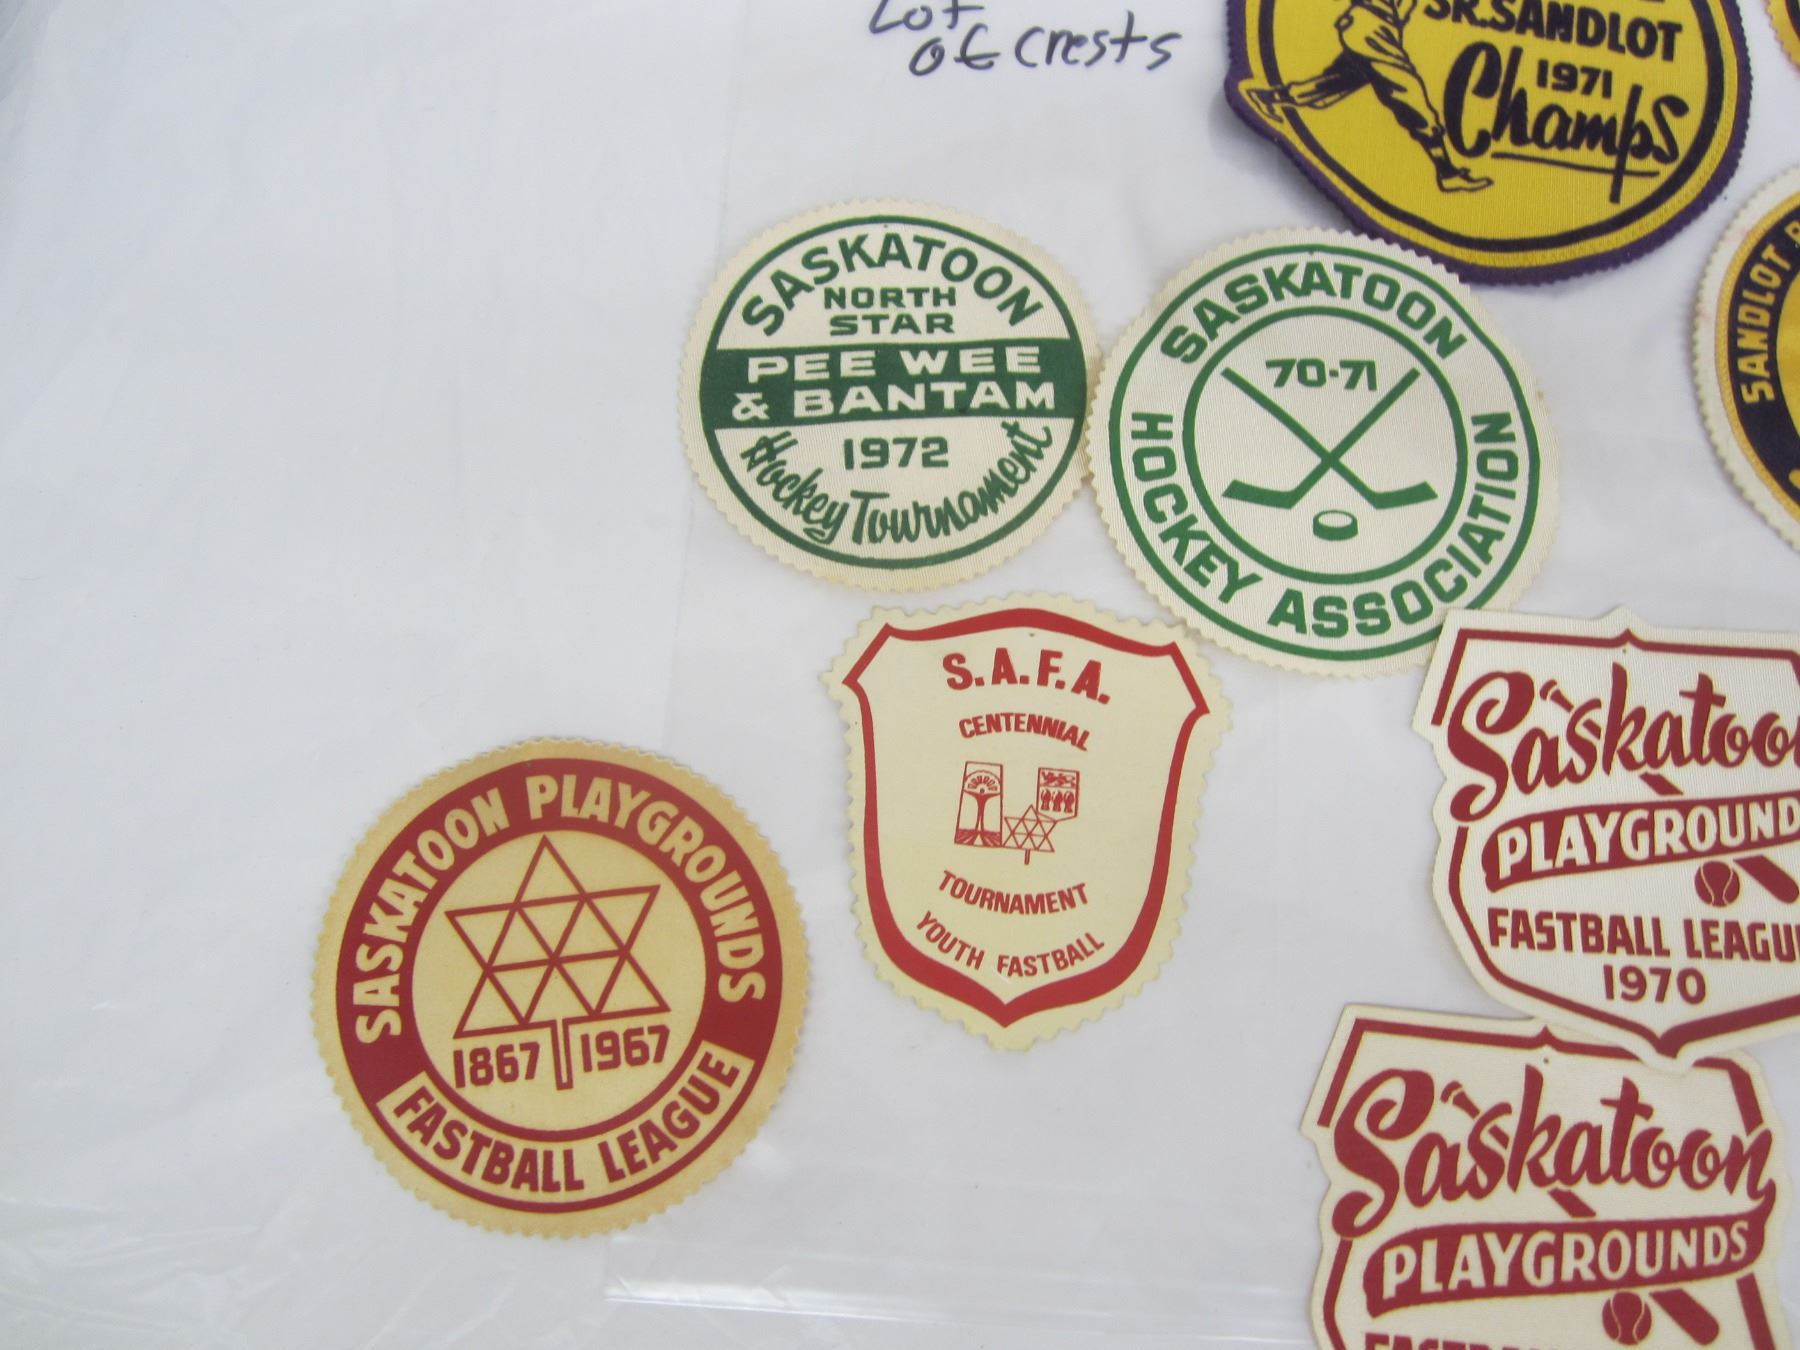 Lot
of crests
SR. SANDLOT
1971
Champs
SASKATOON
NORTH
STAR
PEE WEE
& BANTAM
1972
Hockey Tournament
SASKATOON
70-71
HOCKEY ASSOCIATION
SANDLOT
S.A.F.A.
CENTENNIAL
TOURNAMENT
YOUTH FASTBALL
Saskatoo
PLAYGROUND
FASTBALL LEAGU
1970
SASKATOON PLAYGROUNDS
1867 1967
FASTBALL LEAGUE
Saskatoon
PLAYGROUNDS